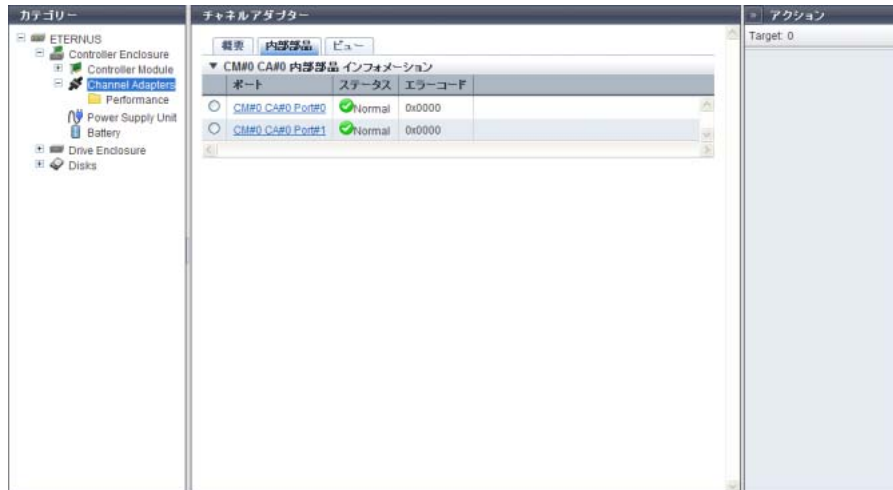 カテゴリー
ETERNUS
Controller Enclosure
Controller Module
Channel Adapters
Performance
Power Supply Unit
Battery
Drive Enclosure
Disks
チャネルアダプター
概要 内部部品 ビュー
▼ CM#0 CA#0 内部部品 インフォメーション
ポート ステータス エラーコード
CM#0 CA#0 Port#0 Normal 0x0000
CM#0 CA#0 Port#1 Normal 0x0000
» アクション
Target: 0